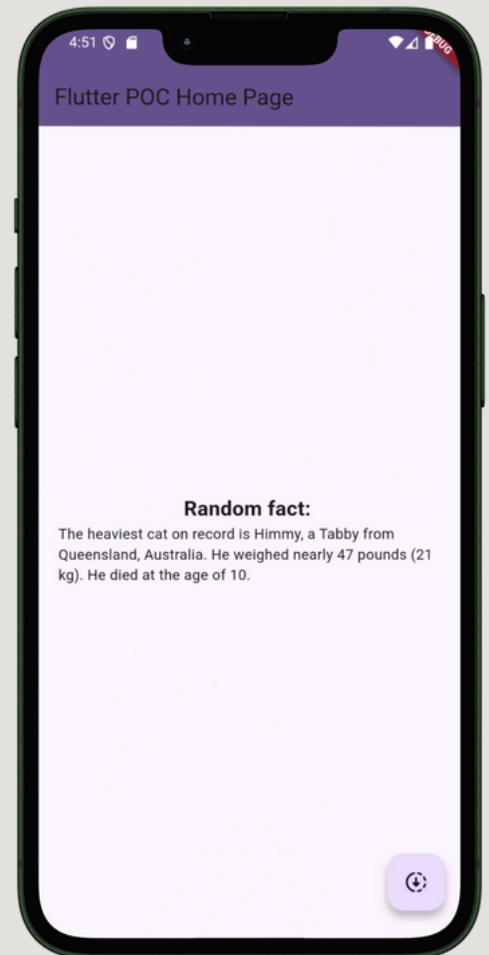 4:51
DEBUG
Flutter POC Home Page
Random fact:
The heaviest cat on record is Himmy, a Tabby from
Queensland, Australia. He weighed nearly 47 pounds (21
kg). He died at the age of 10.